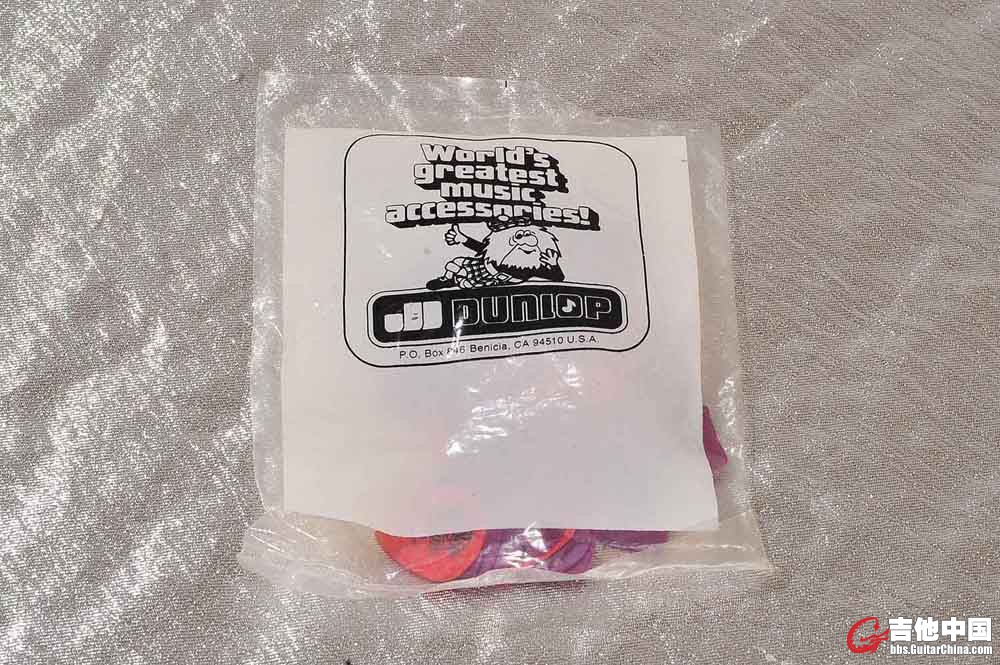 World's
greatest
music
accessories!
DUNLOP
P.O. Box 846 Benicia, CA 94510 U.S.A.
吉他中国
bbs.GuitarChina.com